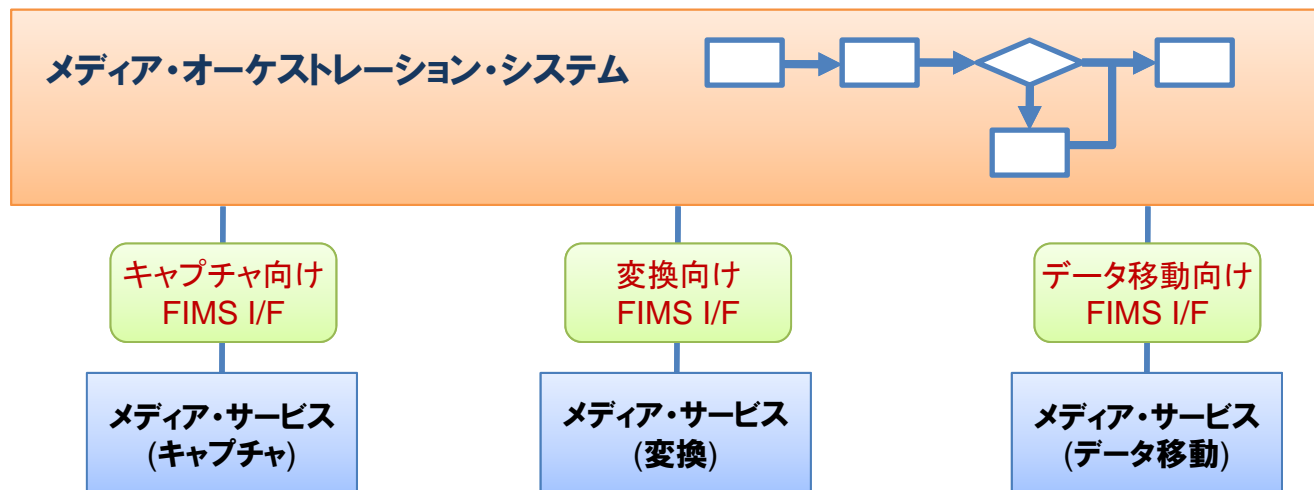 メディア・オーケストレーション・システム
キャプチャ向け
FIMS I/F
変換向け
FIMS I/F
データ移動向け
FIMS I/F
メディア・サービス
(キャプチャ)
メディア・サービス
(変換)
メディア・サービス
(データ移動)